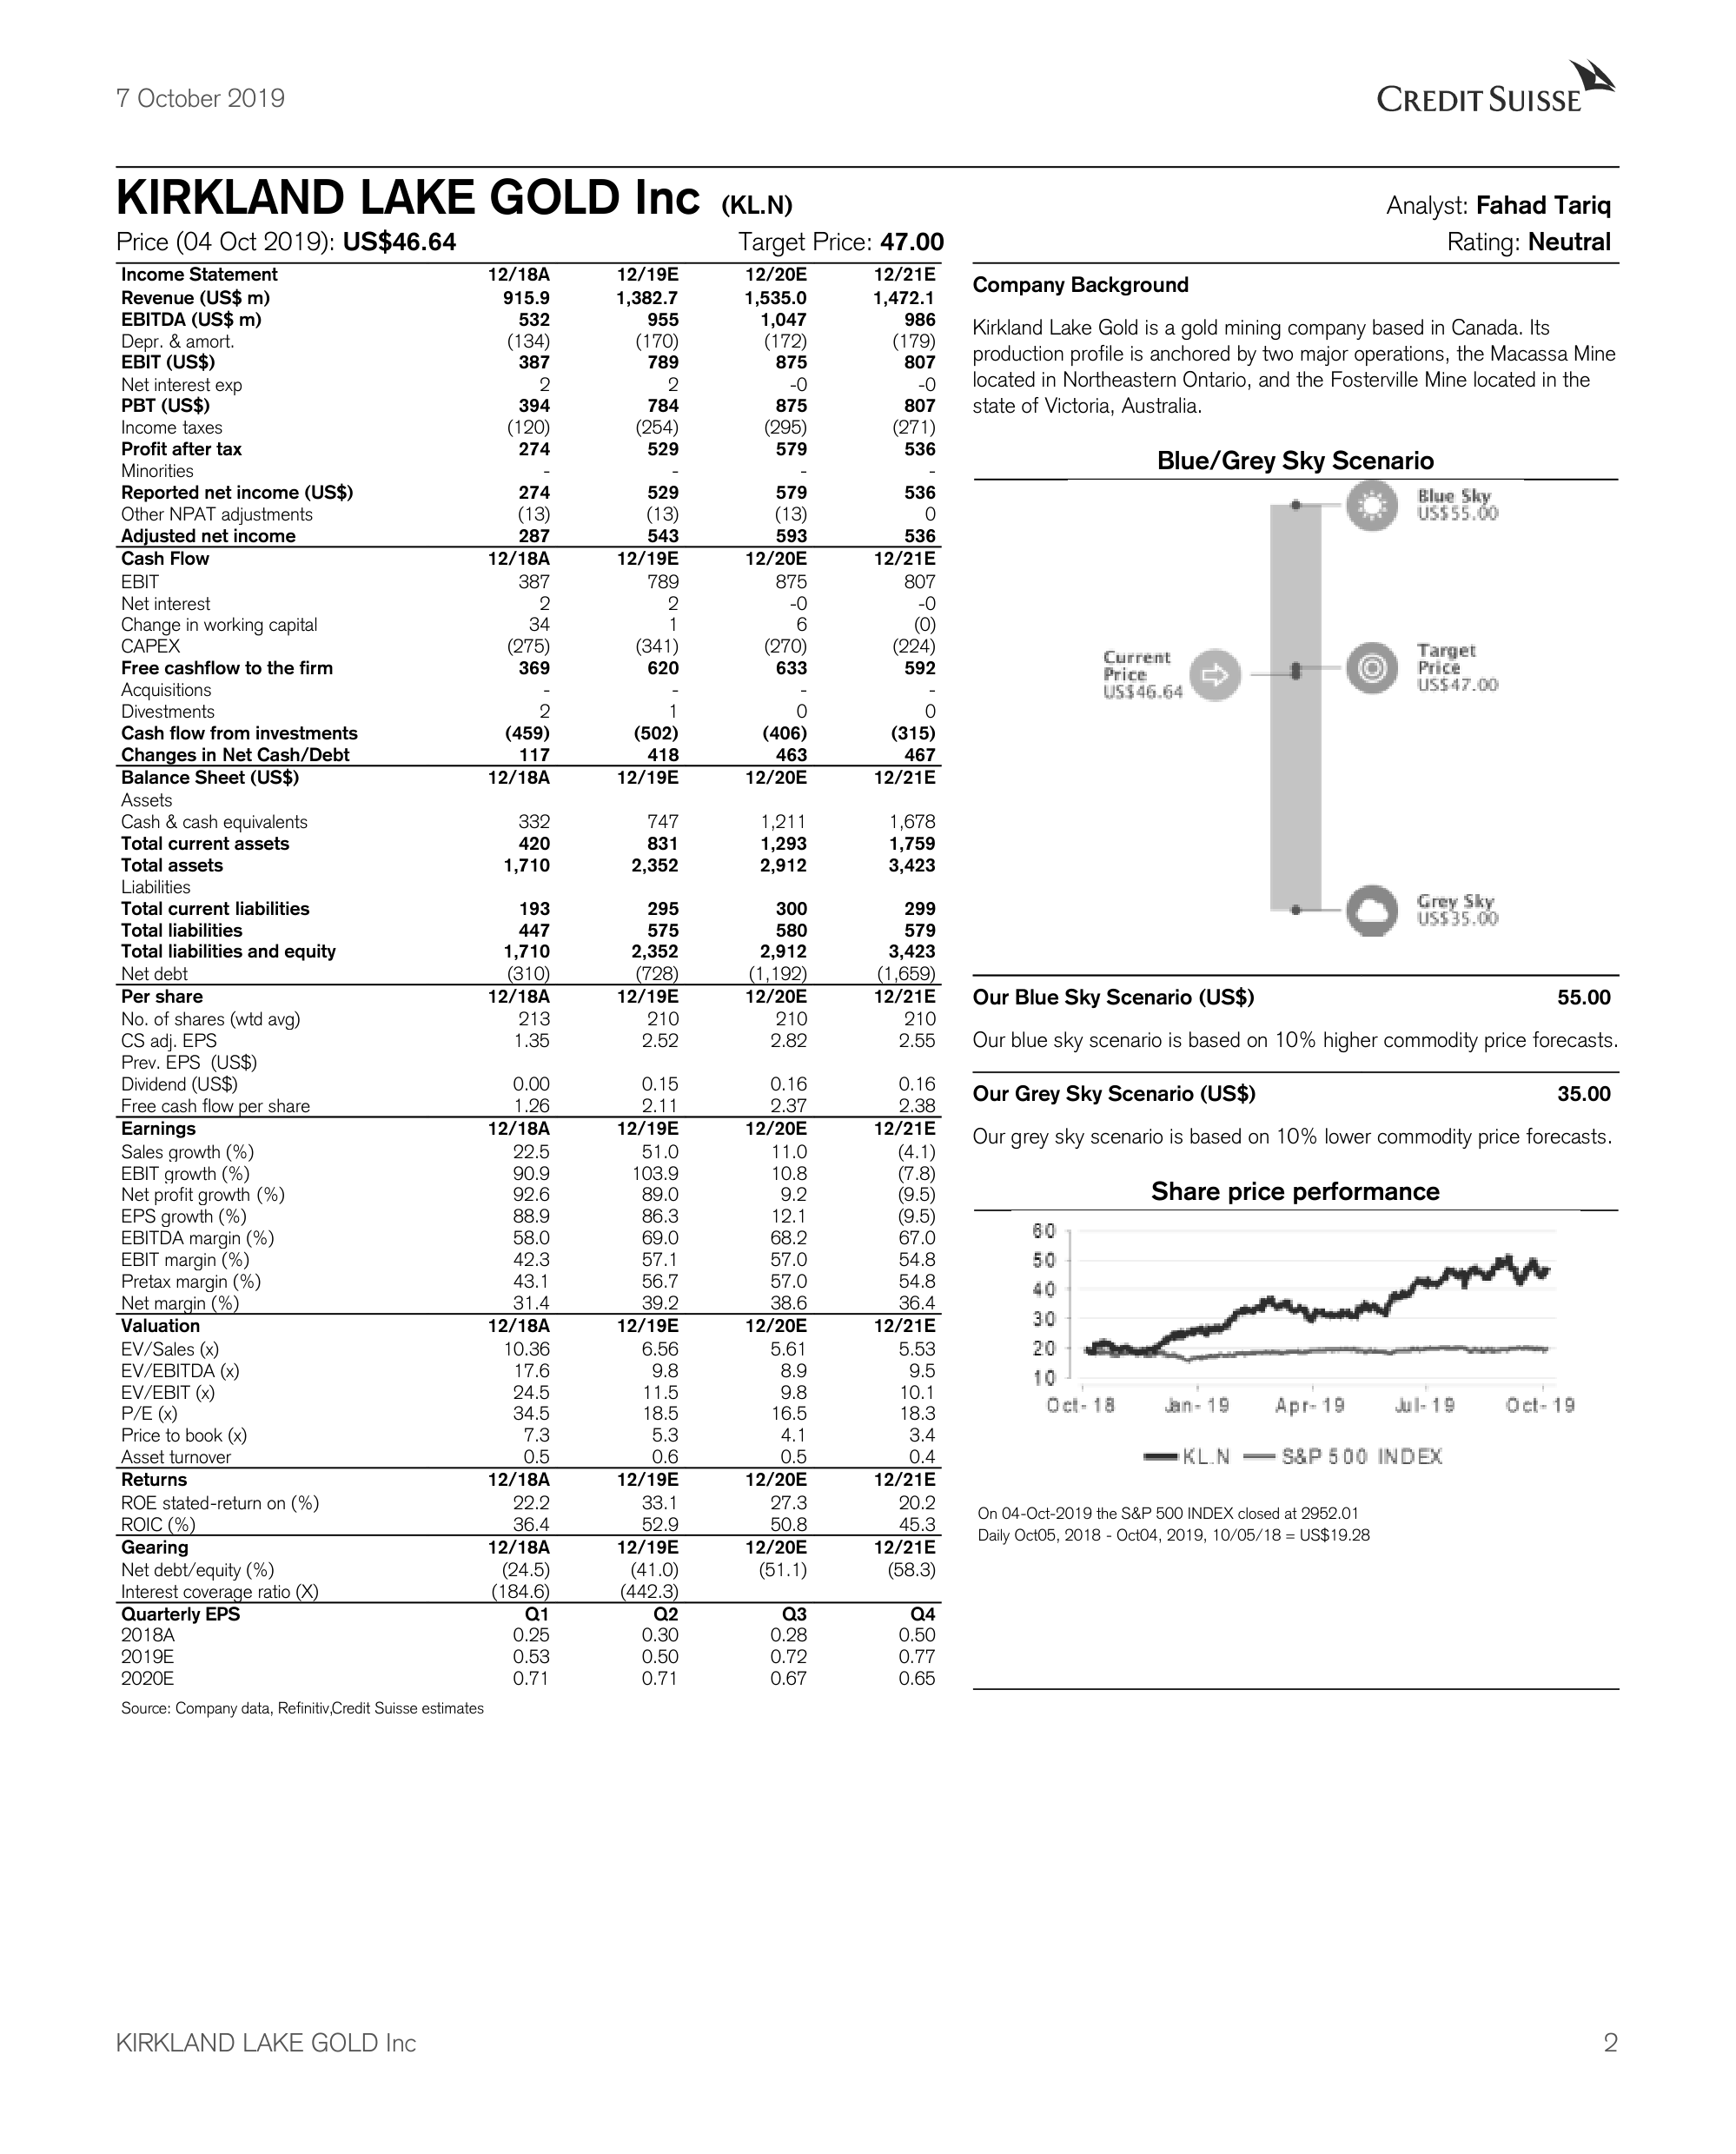 7 October 2019
CREDIT SUISSE
KIRKLAND LAKE GOLD Inc (KL.N)
Price (04 Oct 2019): US$46.64 Target Price: 47.00
Analyst: Fahad Tariq
Rating: Neutral
Income Statement 12/18A 12/19E 12/20E 12/21E
Revenue (US$ m) 915.9 1,382.7 1,535.0 1,472.1
EBITDA (US$ m) 532 955 1,047 986
Depr. & amort. (134) (170) (172) (179)
EBIT (US$) 387 789 875 807
Net interest exp 2 2 -0 -0
PBT (US$) 394 784 875 807
Income taxes (120) (254) (295) (271)
Profit after tax 274 529 579 536
Minorities - - - -
Reported net income (US$) 274 529 579 536
Other NPAT adjustments (13) (13) (13) 0
Adjusted net income 287 543 593 536
Cash Flow 12/18A 12/19E 12/20E 12/21E
EBIT 387 789 875 807
Net interest 2 2 -0 -0
Change in working capital 34 1 6 (0)
CAPEX (275) (341) (270) (224)
Free cashflow to the firm 369 620 633 592
Acquisitions - - - -
Divestments 2 1 0 0
Cash flow from investments (459) (502) (406) (315)
Changes in Net Cash/Debt 117 418 463 467
Balance Sheet (US$) 12/18A 12/19E 12/20E 12/21E
Assets
Cash & cash equivalents 332 747 1,211 1,678
Total current assets 420 831 1,293 1,759
Total assets 1,710 2,352 2,912 3,423
Liabilities
Total current liabilities 193 295 300 299
Total liabilities 447 575 580 579
Total liabilities and equity 1,710 2,352 2,912 3,423
Net debt (310) (728) (1,192) (1,659)
Per share 12/18A 12/19E 12/20E 12/21E
No. of shares (wtd avg) 213 210 210 210
CS adj. EPS 1.35 2.52 2.82 2.55
Prev. EPS (US$)
Dividend (US$) 0.00 0.15 0.16 0.16
Free cash flow per share 1.26 2.11 2.37 2.38
Earnings 12/18A 12/19E 12/20E 12/21E
Sales growth (%) 22.5 51.0 11.0 (4.1)
EBIT growth (%) 90.9 103.9 10.8 (7.8)
Net profit growth (%) 92.6 89.0 9.2 (9.5)
EPS growth (%) 88.9 86.3 12.1 (9.5)
EBITDA margin (%) 58.0 69.0 68.2 67.0
EBIT margin (%) 42.3 57.1 57.0 54.8
Pretax margin (%) 43.1 56.7 57.0 54.8
Net margin (%) 31.4 39.2 38.6 36.4
Valuation 12/18A 12/19E 12/20E 12/21E
EV/Sales (x) 10.36 6.56 5.61 5.53
EV/EBITDA (x) 17.6 9.8 8.9 9.5
EV/EBIT (x) 24.5 11.5 9.8 10.1
P/E (x) 34.5 18.5 16.5 18.3
Price to book (x) 7.3 5.3 4.1 3.4
Asset turnover 0.5 0.6 0.5 0.4
Returns 12/18A 12/19E 12/20E 12/21E
ROE stated-return on (%) 22.2 33.1 27.3 20.2
ROIC (%) 36.4 52.9 50.8 45.3
Gearing 12/18A 12/19E 12/20E 12/21E
Net debt/equity (%) (24.5) (41.0) (51.1) (58.3)
Interest coverage ratio (X) (184.6) (442.3)
Quarterly EPS Q1 Q2 Q3 Q4
2018A 0.25 0.30 0.28 0.50
2019E 0.53 0.50 0.72 0.77
2020E 0.71 0.71 0.67 0.65
Source: Company data, Refinitiv,Credit Suisse estimates
Company Background
Kirkland Lake Gold is a gold mining company based in Canada. Its
production profile is anchored by two major operations, the Macassa Mine
located in Northeastern Ontario, and the Fosterville Mine located in the
state of Victoria, Australia.
Blue/Grey Sky Scenario
Blue Sky
US$55.00
Current
Price
US$46.64
Target
Price
US$47.00
Grey Sky
US$35.00
Our Blue Sky Scenario (US$) 55.00
Our blue sky scenario is based on 10% higher commodity price forecasts.
Our Grey Sky Scenario (US$) 35.00
Our grey sky scenario is based on 10% lower commodity price forecasts.
Share price performance
60
50
40
30
20
10
Oct- 18 Jan- 19 Apr- 19 Jul- 19 Oct- 19
KL.N S&P 500 INDEX
On 04-Oct-2019 the S&P 500 INDEX closed at 2952.01
Daily Oct05, 2018 - Oct04, 2019, 10/05/18 = US$19.28
KIRKLAND LAKE GOLD Inc 2